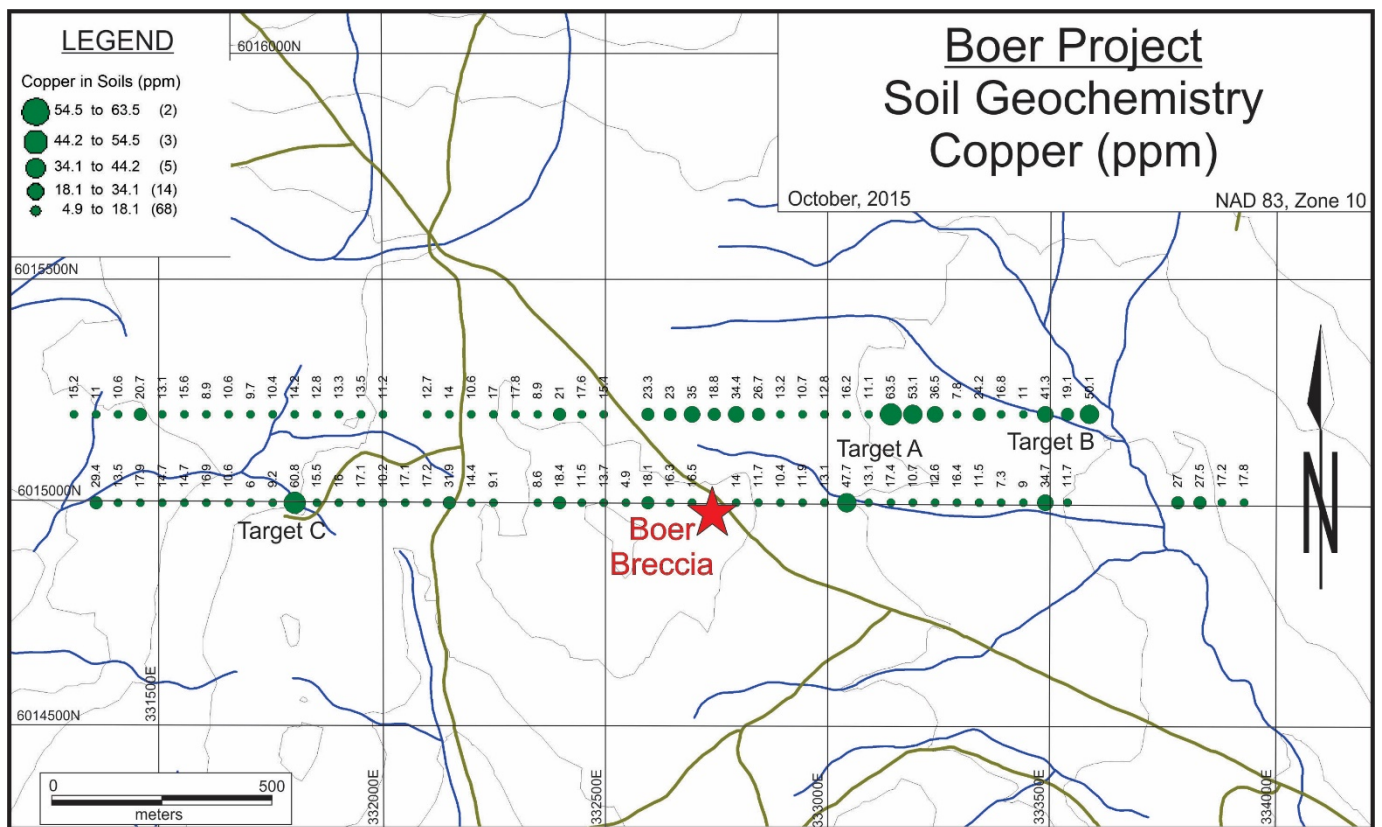 LEGEND
Copper in Soils (ppm)
54.5 to 63.5 (2)
44.2 to 54.5 (3)
34.1 to 44.2 (5)
18.1 to 34.1 (14)
4.9 to 18.1 (68)
Boer Project
Soil Geochemistry
Copper (ppm)
October, 2015 NAD 83, Zone 10
6016000N
6015500N
15.2 11 10.6 20.7 13.1 15.6 8.9 10.6 9.7 10.4 14.2 12.8 13.3 13.5 11.2 12.7 14 10.6 17 17.8 8.9 21 17.6 15.4 23.3 23 35 18.8 34.4 26.7 13.2 10.7 12.8 16.2 11.1 63.5 53.1 36.5 7.8 24.2 16.8 11 41.3 19.1 50.1
Target A Target B
6015000N
29.4 13.5 17.9 14.7 14.7 16.9 10.6 6 9.2 60.8 15.5 16 17.1 10.2 17.1 17.2 31.9 14.4 9.1 8.6 18.4 11.5 13.7 4.9 18.1 16.3 16.5 14 11.7 10.4 11.9 13.1 47.7 13.1 17.4 10.7 12.6 16.4 11.5 7.3 9 34.7 11.7 27 27.5 17.2 17.8
Target C
Boer
Breccia
N
6014500N
331500E
332000E
332500E
333000E
333500E
334000E
0 500
meters